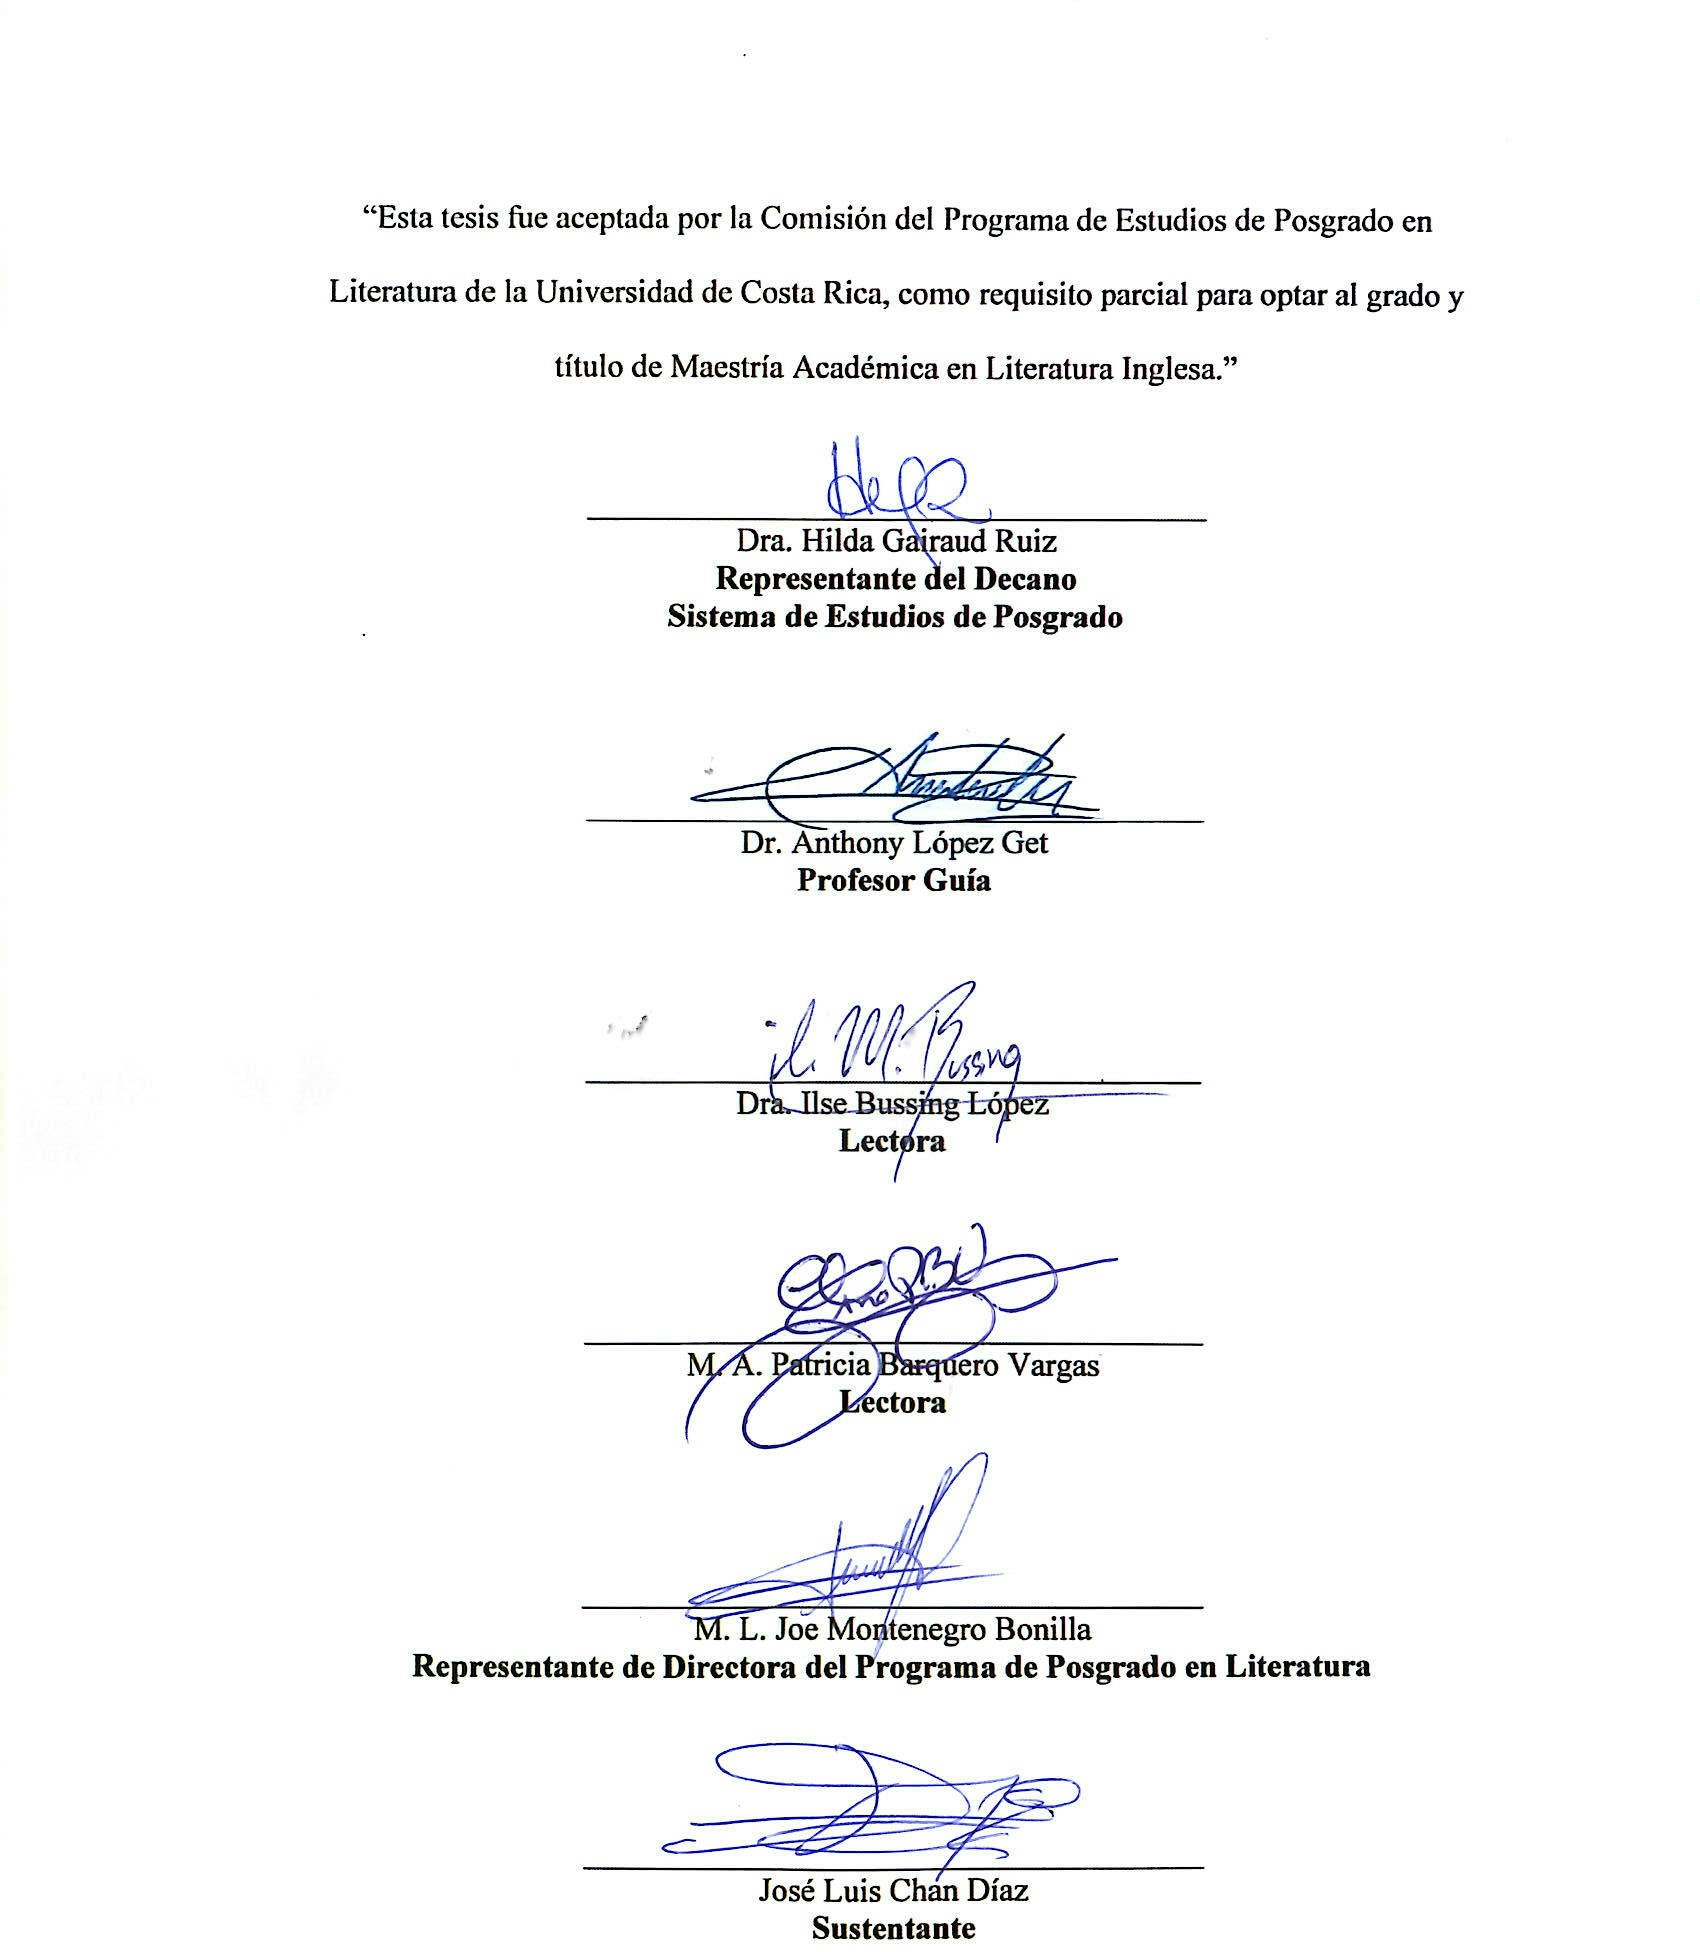 “Esta tesis fue aceptada por la Comisión del Programa de Estudios de Posgrado en
Literatura de la Universidad de Costa Rica, como requisito parcial para optar al grado y
título de Maestría Académica en Literatura Inglesa.”
Dra. Hilda Gairaud Ruiz
Representante del Decano
Sistema de Estudios de Posgrado
Dr. Anthony López Get
Profesor Guía
M. Bussing
Dra. Ilse Bussing López
Lectora
M. A. Patricia Barquero Vargas
Lectora
M. L. Joe Montenegro Bonilla
Representante de Directora del Programa de Posgrado en Literatura
José Luis Chan Díaz
Sustentante